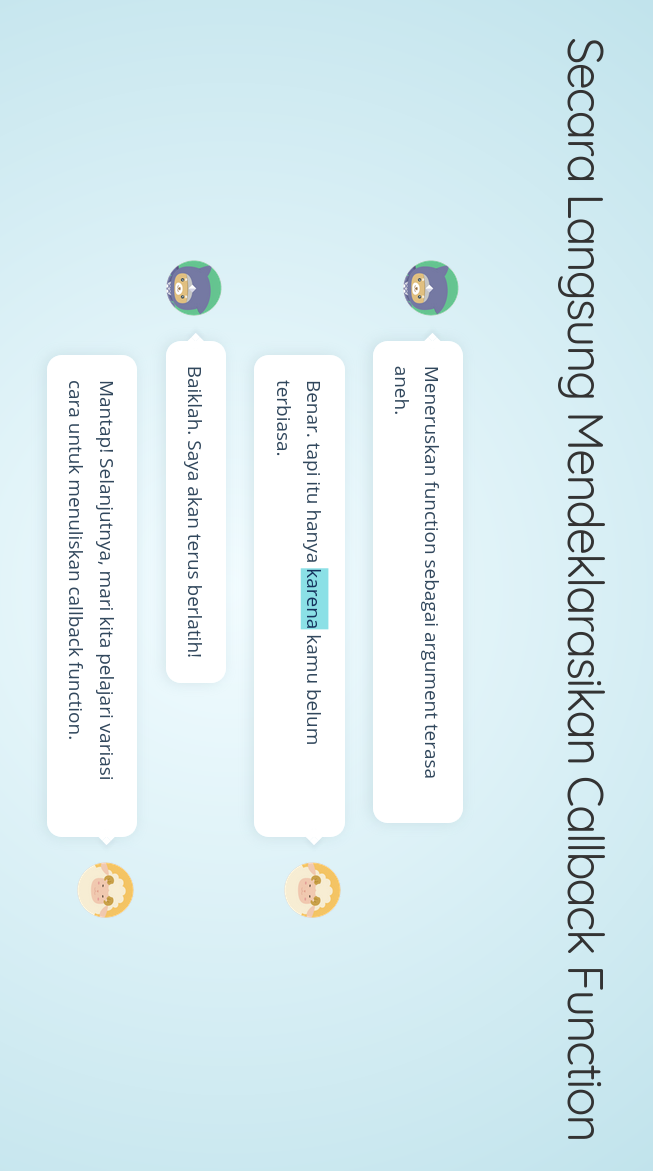 Secara Langsung Mendeklarasikan Callback Function
Meneruskan function sebagai argument terasa
aneh.
Benar. tapi itu hanya karena kamu belum
terbiasa.
Baiklah. Saya akan terus berlatih!
Mantap! Selanjutnya, mari kita pelajari variasi
cara untuk menuliskan callback function.